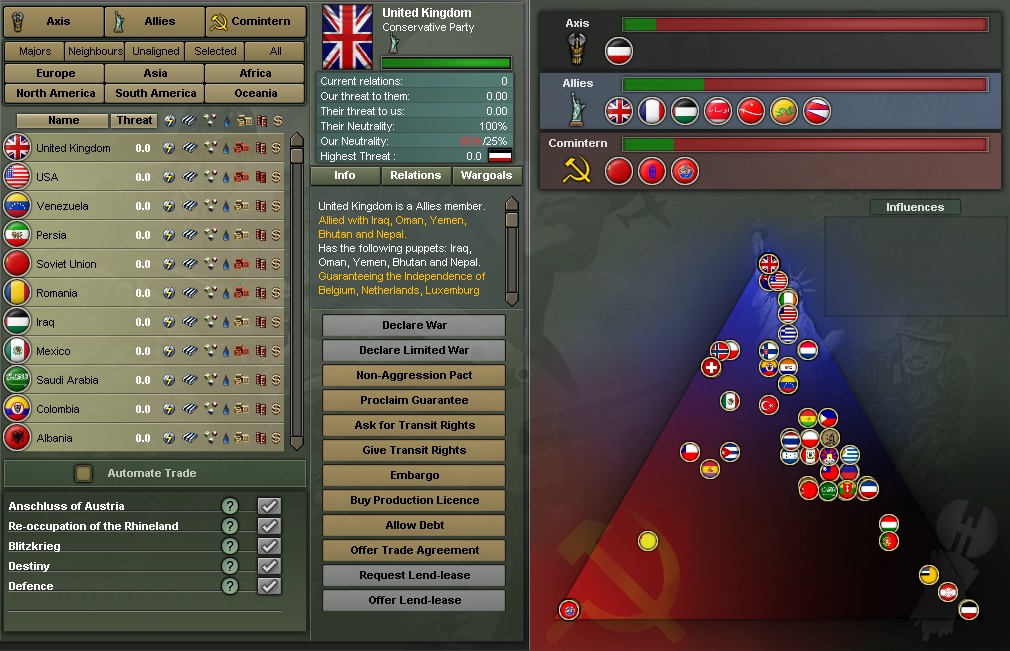 Axis Allies Comintern
Majors Neighbours Unaligned Selected All
Europe Asia Africa
North America South America Oceania
Name Threat
United Kingdom 0.0
USA 0.0
Venezuela 0.0
Persia 0.0
Soviet Union 0.0
Romania 0.0
Iraq 0.0
Mexico 0.0
Saudi Arabia 0.0
Colombia 0.0
Albania 0.0
Automate Trade
Anschluss of Austria ?
Re-occupation of the Rhineland ?
Blitzkrieg ?
Destiny ?
Defence ?
United Kingdom
Conservative Party
Current relations: 0
Our threat to them: 0.00
Their threat to us: 0.00
Their Neutrality: 100%
Our Neutrality: /25%
Highest Threat : 0.0
Info Relations Wargoals
United Kingdom is a Allies member.
Allied with Iraq, Oman, Yemen,
Bhutan and Nepal.
Has the following puppets: Iraq,
Oman, Yemen, Bhutan and Nepal.
Guaranteeing the Independence of
Belgium, Netherlands, Luxemburg
Declare War
Declare Limited War
Non-Aggression Pact
Proclaim Guarantee
Ask for Transit Rights
Give Transit Rights
Embargo
Buy Production Licence
Allow Debt
Offer Trade Agreement
Request Lend-lease
Offer Lend-lease
Axis
Allies
Comintern
Influences